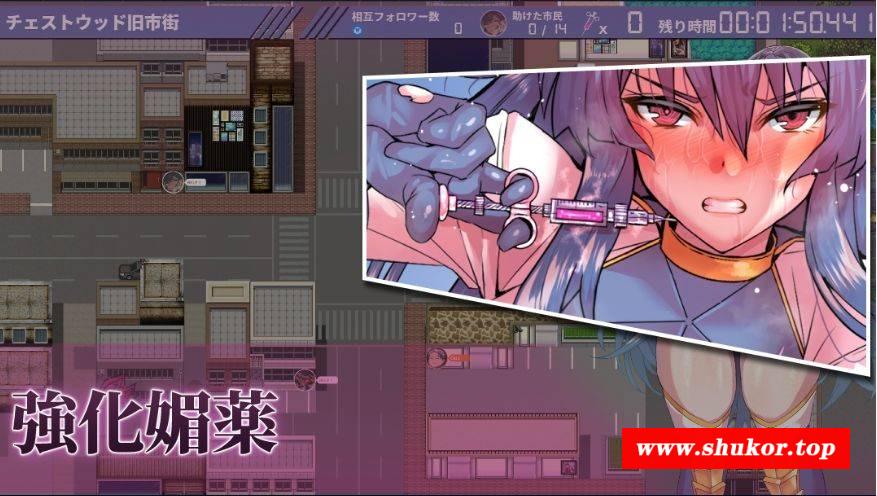 チェストウッド旧市街
相互フォロワー数
0
助けた市民
0 / 14
x 0
残り時間 00:01:50.441
強化媚薬
www.shukor.top